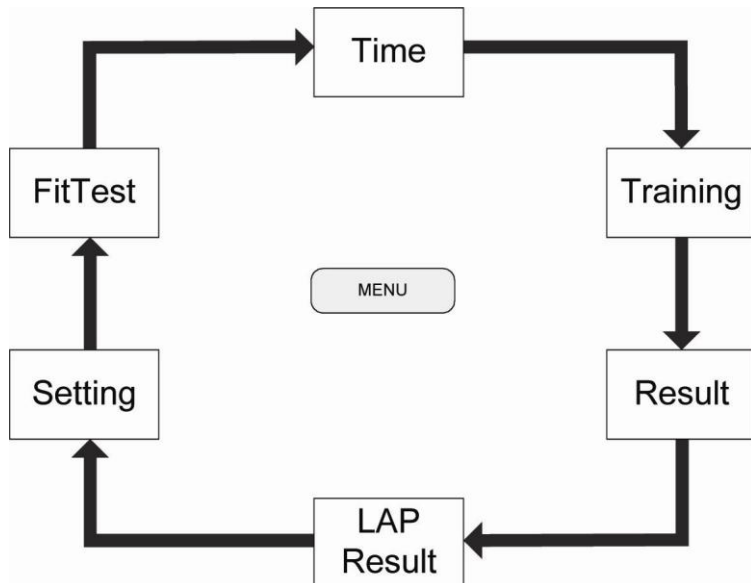 Time
FitTest
Training
MENU
Setting
Result
LAP
Result